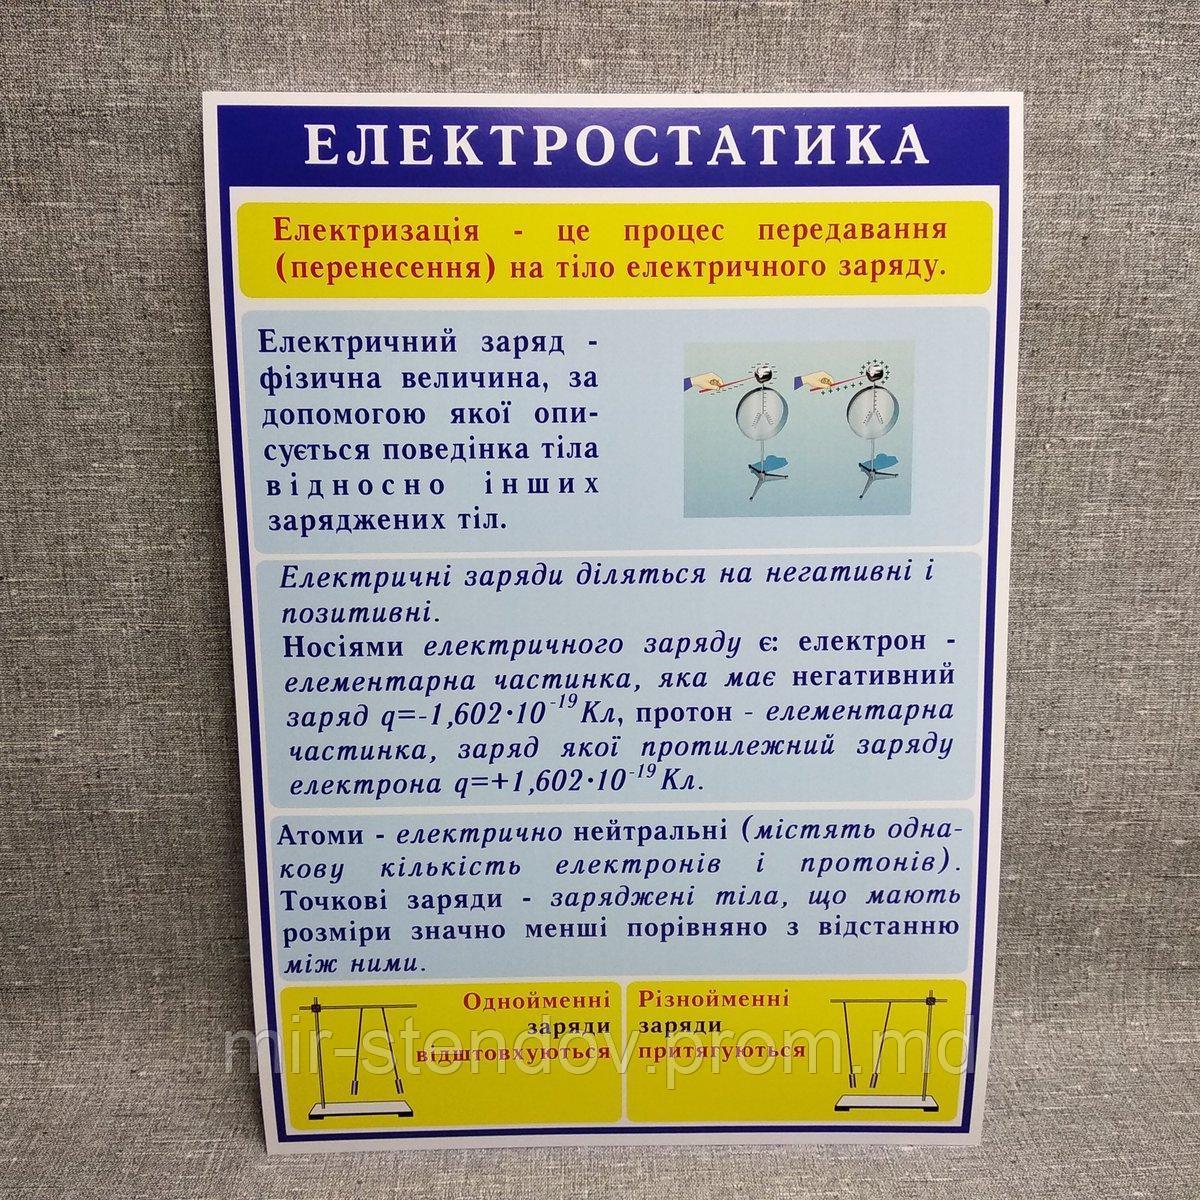 ЕЛЕКТРОСТАТИКА
Електризація - це процес передавання
(перенесення) на тіло електричного заряду.
Електричний заряд -
фізична величина, за
допомогою якої опи-
сується поведінка тіла
відносно інших
заряджених тіл.
Електричні заряди діляться на негативні і
позитивні.
Носіями електричного заряду є: електрон -
елементарна частинка, яка має негативний
заряд q=-1,602·10⁻¹⁹Кл, протон - елементарна
частинка, заряд якої протилежний заряду
електрона q=+1,602·10⁻¹⁹Кл.
Атоми - електрично нейтральні (містять одна-
кову кількість електронів і протонів).
Точкові заряди - заряджені тіла, що мають
розміри значно менші порівняно з відстанню
між ними.
Однойменні
заряди
відштовхуються
Різнойменні
заряди
притягуються
mir-stendov.prom.md